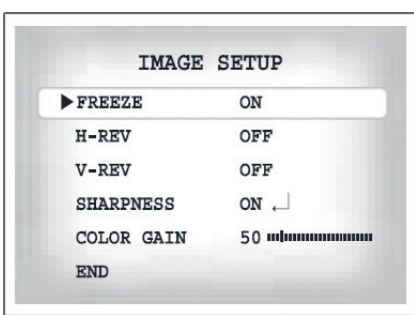 IMAGE SETUP
▶FREEZE ON
H-REV OFF
V-REV OFF
SHARPNESS ON ↵
COLOR GAIN 50
END